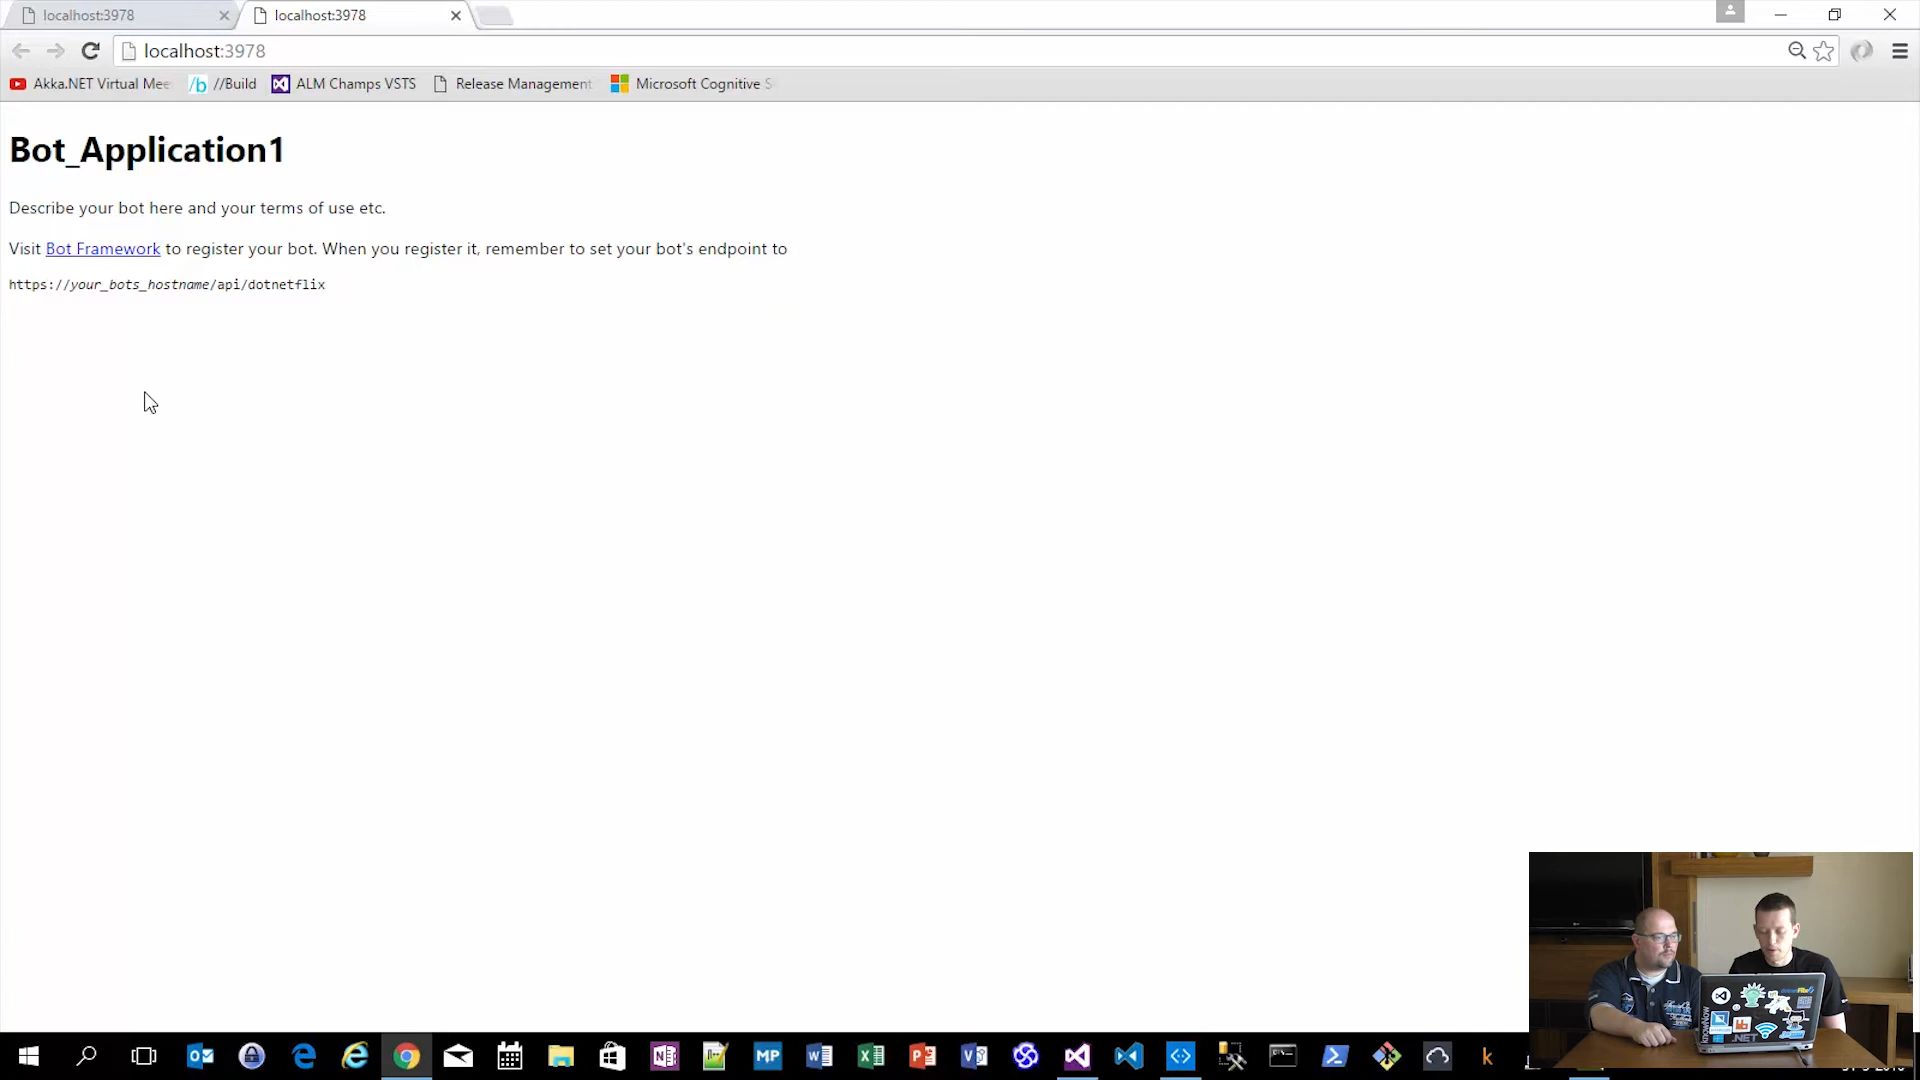 localhost:3978
localhost:3978
localhost:3978
Akka.NET Virtual Mee
//Build
ALM Champs VSTS
Release Management
Microsoft Cognitive S
Bot_Application1
Describe your bot here and your terms of use etc.
Visit Bot Framework to register your bot. When you register it, remember to set your bot's endpoint to
https://your_bots_hostname/api/dotnetflix